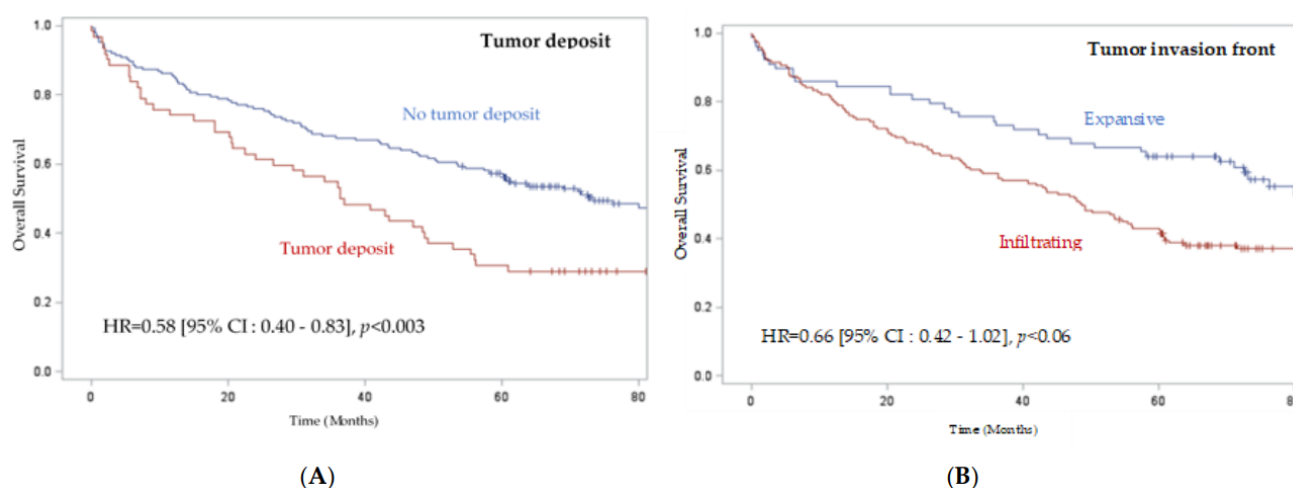 Tumor deposit
1.0
0.8
0.6
0.4
0.2
0.0
Overall Survival
No tumor deposit
Tumor deposit
HR=0.58 [95% CI : 0.40 - 0.83], p<0.003
0 20 40 60 80
Time (Months)
(A)
Tumor invasion front
1.0
0.8
0.6
0.4
0.2
0.0
Overall Survival
Expansive
Infiltrating
HR=0.66 [95% CI : 0.42 - 1.02], p<0.06
0 20 40 60 80
Time (Months)
(B)